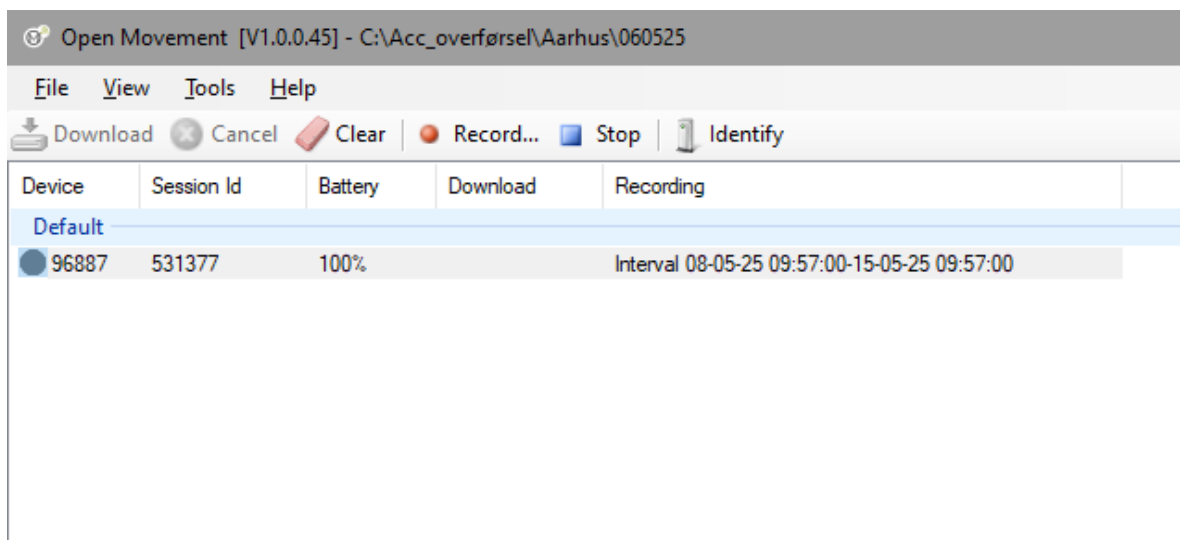 Open Movement [V1.0.0.45] - C:\Acc_overførsel\Aarhus\060525
File View Tools Help
Download Cancel Clear Record... Stop Identify
Device Session Id Battery Download Recording
Default
96887 531377 100% Interval 08-05-25 09:57:00-15-05-25 09:57:00